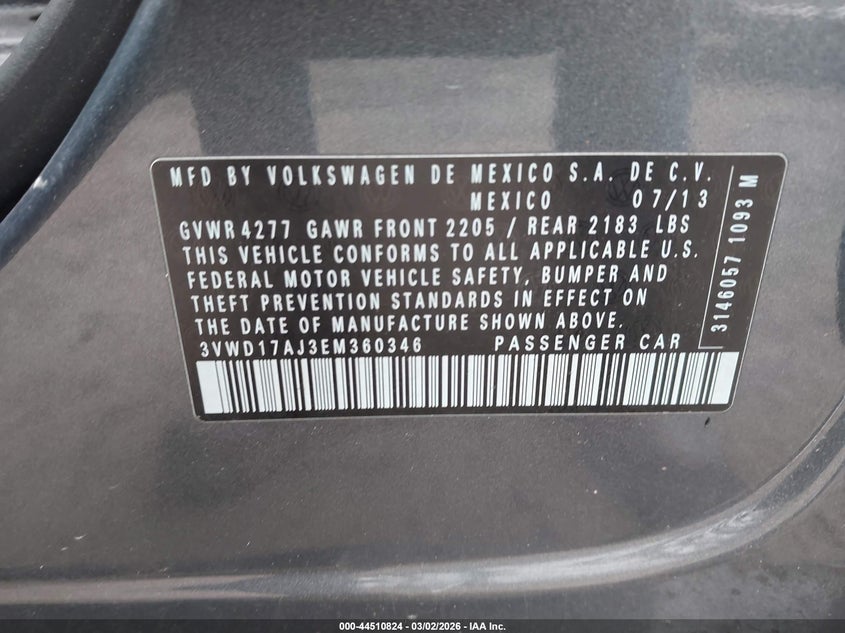 MFD BY VOLKSWAGEN DE MEXICO S.A. DE C.V.
MEXICO 07/13
GVWR 4277 GAWR FRONT 2205 / REAR 2183 LBS
THIS VEHICLE CONFORMS TO ALL APPLICABLE U.S.
FEDERAL MOTOR VEHICLE SAFETY, BUMPER AND
THEFT PREVENTION STANDARDS IN EFFECT ON
THE DATE OF MANUFACTURE SHOWN ABOVE.
3VWD17AJ3EM360346 PASSENGER CAR
3146057 1093 M
000-44510824 - 03/02/2026 - IAA Inc.